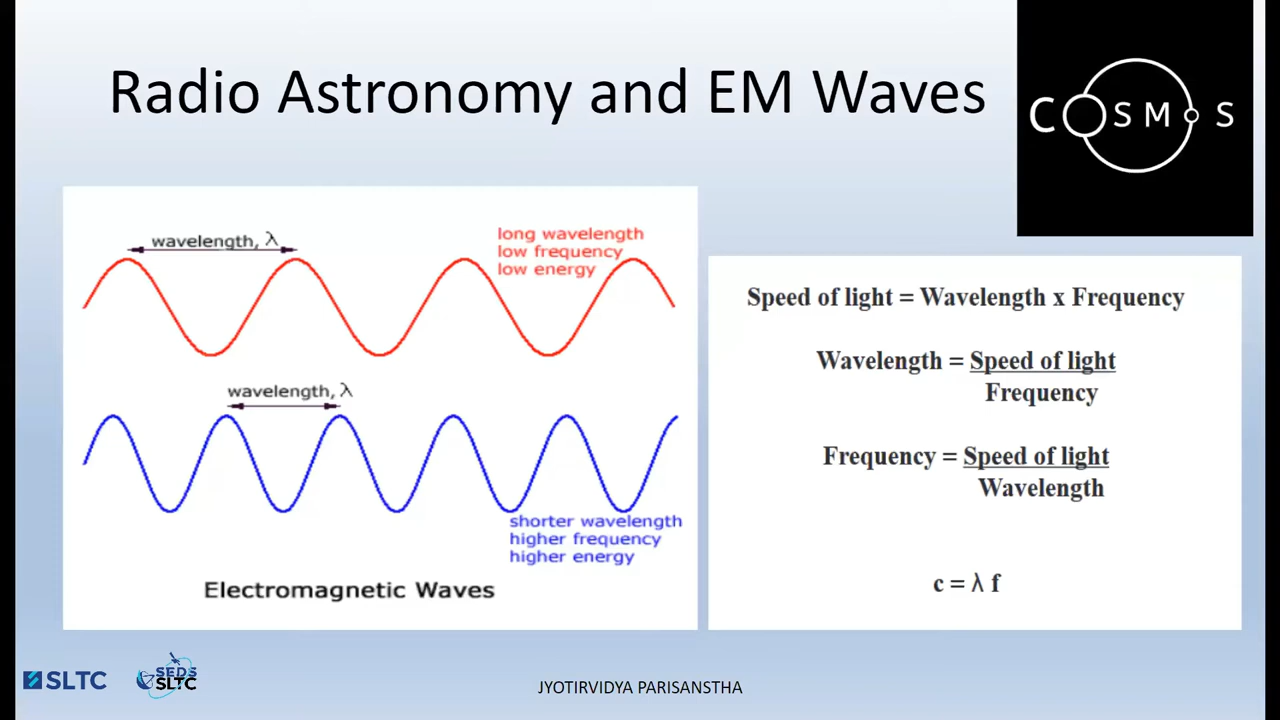 Radio Astronomy and EM Waves
COSMOS
wavelength, λ
long wavelength
low frequency
low energy
wavelength, λ
shorter wavelength
higher frequency
higher energy
Electromagnetic Waves
Speed of light = Wavelength x Frequency
Wavelength = Speed of light
Frequency
Frequency = Speed of light
Wavelength
c = λ f
SLTC
SEDS
SLTC
JYOTIRVIDYA PARISANSTHA